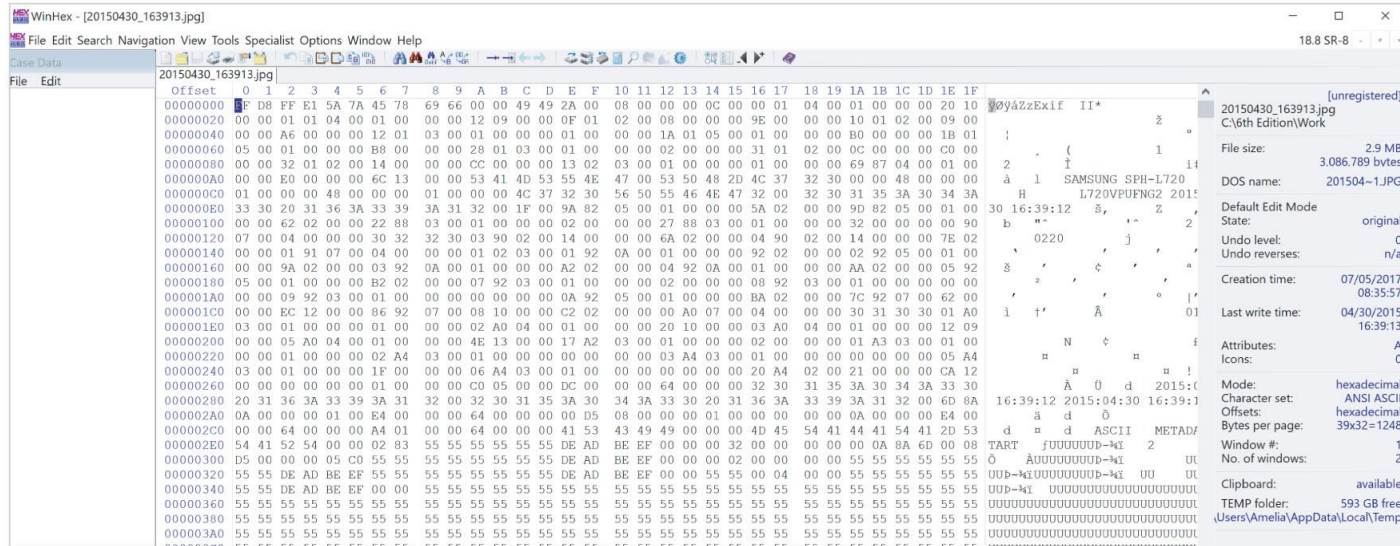 WinHex - [20150430_163913.jpg]
File Edit Search Navigation View Tools Specialist Options Window Help
18.8 SR-8
Case Data
File Edit
20150430_163913.jpg
Offset 0 1 2 3 4 5 6 7 8 9 A B C D E F 10 11 12 13 14 15 16 17 18 19 1A 1B 1C 1D 1E 1F
00000000 FF D8 FF E1 5A 7A 45 78 69 66 00 00 49 49 2A 00 08 00 00 00 0C 00 00 01 04 00 01 00 00 00 20 10 ÿØÿáZzExif II*
00000020 00 00 01 01 04 00 01 00 00 00 12 09 00 00 0F 01 02 00 08 00 00 00 9E 00 00 00 10 01 02 00 09 00 ž
00000040 00 00 A6 00 00 00 12 01 03 00 01 00 00 00 01 00 00 00 1A 01 05 00 01 00 00 00 B0 00 00 00 1B 01 ¦ °
00000060 05 00 01 00 00 00 B8 00 00 00 28 01 03 00 01 00 00 00 02 00 00 00 31 01 02 00 0C 00 00 00 C0 00 ¸ ( 1
00000080 00 00 32 01 02 00 14 00 00 00 CC 00 00 00 13 02 03 00 01 00 00 00 01 00 00 00 69 87 04 00 01 00 2 Ì i‡
000000A0 00 00 E0 00 00 00 6C 13 00 00 53 41 4D 53 55 4E 47 00 53 50 48 2D 4C 37 32 30 00 00 48 00 00 00 à l SAMSUNG SPH-L720
000000C0 01 00 00 00 48 00 00 00 01 00 00 00 4C 37 32 30 56 50 55 46 4E 47 32 00 32 30 31 35 3A 30 34 3A H L720VPUFNG2 2015
000000E0 33 30 20 31 36 3A 33 39 3A 31 32 00 1F 00 9A 82 05 00 01 00 00 00 5A 02 00 00 9D 82 05 00 01 00 30 16:39:12 š, Z ,
00000100 00 00 62 02 00 00 22 88 03 00 01 00 00 00 02 00 00 00 27 88 03 00 01 00 00 00 32 00 00 00 00 90 b "ˆ 'ˆ 2
00000120 07 00 04 00 00 00 30 32 32 30 03 90 02 00 14 00 00 00 6A 02 00 00 04 90 02 00 14 00 00 00 7E 02 0220 j
00000140 00 00 01 91 07 00 04 00 00 00 01 02 03 00 01 92 0A 00 01 00 00 00 92 02 00 00 02 92 05 00 01 00 ‘ ’ ’ ’
00000160 00 00 9A 02 00 00 03 92 0A 00 01 00 00 00 A2 02 00 00 04 92 0A 00 01 00 00 00 AA 02 00 00 05 92 š ’ ¢ ’ ª
00000180 05 00 01 00 00 00 B2 02 00 00 07 92 03 00 01 00 00 00 02 00 00 00 08 92 03 00 01 00 00 00 00 00 ² ’ ’
000001A0 00 00 09 92 03 00 01 00 00 00 00 00 00 00 0A 92 05 00 01 00 00 00 BA 02 00 00 7C 92 07 00 62 00 ’ ’ º |’
000001C0 00 00 EC 12 00 00 86 92 07 00 08 10 00 00 C2 02 00 00 00 A0 07 00 04 00 00 00 30 31 30 30 01 A0 ì †’ Â 01
000001E0 03 00 01 00 00 00 01 00 00 00 02 A0 04 00 01 00 00 00 20 10 00 00 03 A0 04 00 01 00 00 00 12 09
00000200 00 00 05 A0 04 00 01 00 00 00 4E 13 00 00 17 A2 03 00 01 00 00 00 02 00 00 00 01 A3 03 00 01 00 N ¢ £
00000220 00 00 01 00 00 00 02 A4 03 00 01 00 00 00 00 00 00 00 03 A4 03 00 01 00 00 00 00 00 00 00 05 A4 ¤ ¤
00000240 03 00 01 00 00 00 1F 00 00 00 06 A4 03 00 01 00 00 00 00 00 00 00 20 A4 02 00 21 00 00 00 CA 12 ¤ ¤ !
00000260 00 00 00 00 00 00 01 00 00 00 C0 05 00 00 DC 00 00 00 64 00 00 00 32 30 31 35 3A 30 34 3A 33 30 À Ü d 2015:0
00000280 20 31 36 3A 33 39 3A 31 32 00 32 30 31 35 3A 30 34 3A 33 30 20 31 36 3A 33 39 3A 31 32 00 6D 8A 16:39:12 2015:04:30 16:39:1
000002A0 0A 00 00 00 01 00 E4 00 00 00 64 00 00 00 D5 08 00 00 00 01 00 00 00 0A 00 00 00 E4 00 ä d Õ
000002C0 00 00 64 00 00 00 A4 01 00 00 64 00 00 00 41 53 43 49 49 00 00 00 4D 45 54 41 44 41 2D 53 d ¤ d ASCII METADA
000002E0 54 41 52 54 00 00 02 83 55 55 55 55 55 55 DE AD BE EF 00 00 00 32 00 00 00 00 0A 8A 6D 00 08 TART ƒUUUUUUÞ-¾ï 2
00000300 D5 00 00 00 05 C0 55 55 55 55 55 55 55 55 DE AD BE EF 00 00 00 02 00 00 00 00 55 55 55 55 55 55 Õ ÀUUUUUUUUÞ-¾ï UU
00000320 55 55 DE AD BE EF 55 55 55 55 55 55 55 55 DE AD BE EF 00 00 55 55 00 04 00 00 55 55 55 55 55 55 UUÞ-¾ïUUUUUUUUÞ-¾ï UU UU
00000340 55 55 DE AD BE EF 00 00 55 55 55 55 55 55 55 55 55 55 55 55 55 55 55 55 55 55 55 55 55 55 55 55 UUÞ-¾ï UUUUUUUUUUUUUUUUUUUU
00000360 55 55 55 55 55 55 55 55 55 55 55 55 55 55 55 55 55 55 55 55 55 55 55 55 55 55 55 55 55 55 55 55 UUUUUUUUUUUUUUUUUUUUUUUUUUUU
00000380 55 55 55 55 55 55 55 55 55 55 55 55 55 55 55 55 55 55 55 55 55 55 55 55 55 55 55 55 55 55 55 55 UUUUUUUUUUUUUUUUUUUUUUUUUUUU
000003A0 55 55 55 55 55 55 55 55 55 55 55 55 55 55 55 55 55 55 55 55 55 55 55 55 55 55 55 55 55 55 55 55 UUUUUUUUUUUUUUUUUUUUUUUUUUUU
[unregistered]
20150430_163913.jpg
C:\6th Edition\Work
File size: 2.9 MB
3.086.789 bytes
DOS name: 201504~1.JPG
Default Edit Mode
State: original
Undo level: 0
Undo reverses: n/a
Creation time: 07/05/2017
08:35:57
Last write time: 04/30/2015
16:39:13
Attributes: A
Icons: 0
Mode: hexadecimal
Character set: ANSI ASCII
Offsets: hexadecimal
Bytes per page: 39x32=1248
Window #: 1
No. of windows: 2
Clipboard: available
TEMP folder: 593 GB free
\Users\Amelia\AppData\Local\Temp